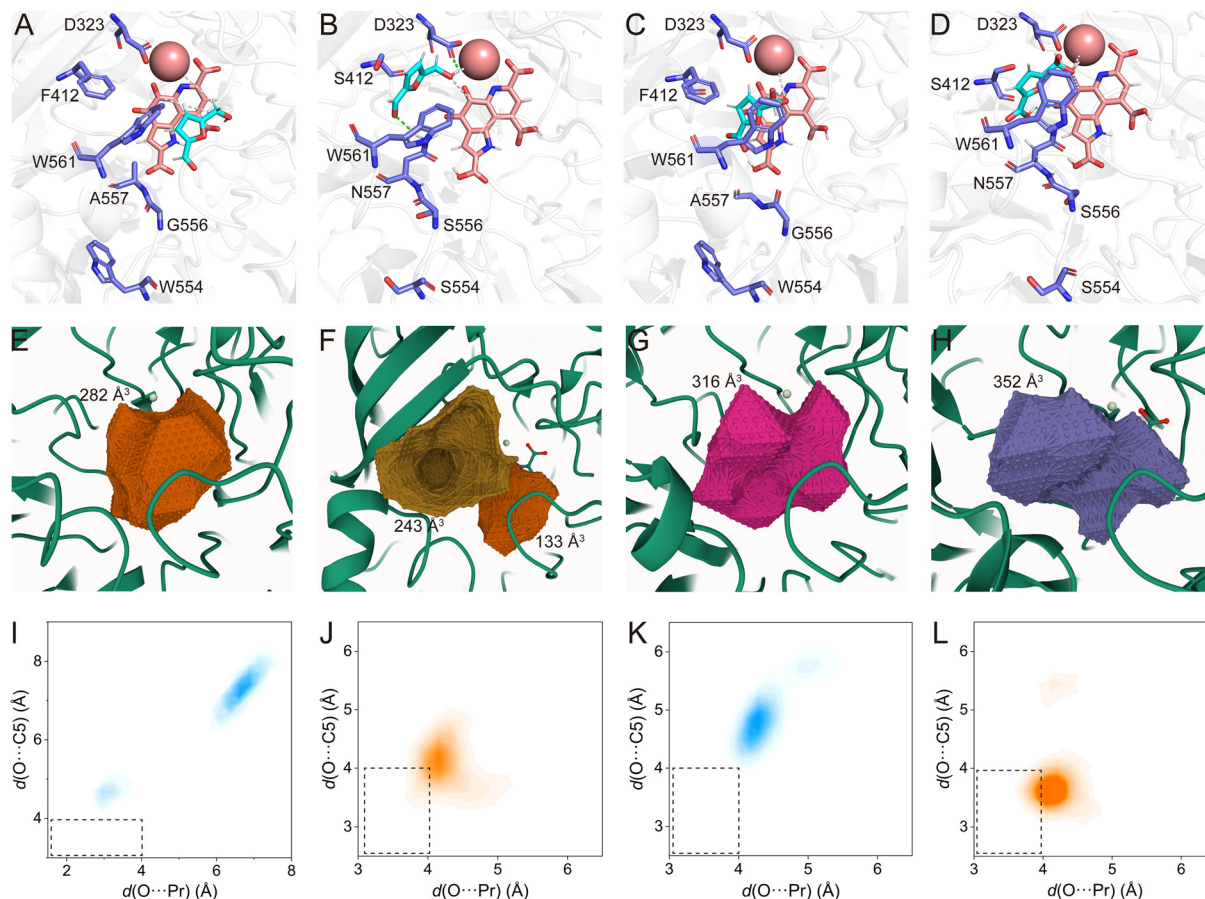 A
D323
F412
W561
A557
G556
W554
B
D323
S412
W561
N557
S556
S554
C
D323
F412
W561
A557
G556
W554
D
D323
S412
W561
N557
S556
S554
E
282 Å³
F
243 Å³
133 Å³
G
316 Å³
H
352 Å³
I
d(O···C5) (Å)
8
6
4
2 4 6 8
d(O···Pr) (Å)
J
d(O···C5) (Å)
6
5
4
3
3 4 5 6
d(O···Pr) (Å)
K
d(O···C5) (Å)
6
5
4
3
3 4 5 6
d(O···Pr) (Å)
L
d(O···C5) (Å)
6
5
4
3
3 4 5 6
d(O···Pr) (Å)